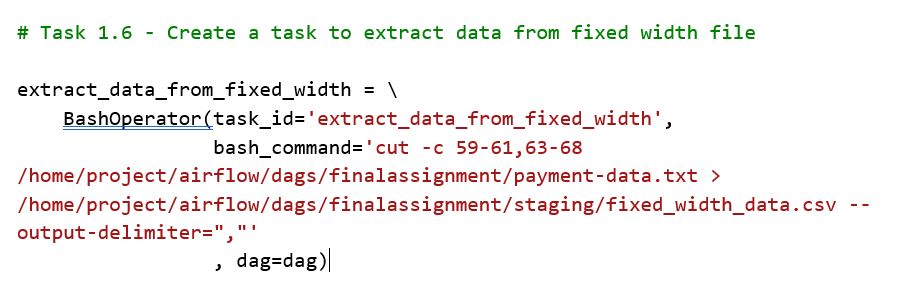 # Task 1.6 - Create a task to extract data from fixed width file
extract_data_from_fixed_width = \
BashOperator(task_id='extract_data_from_fixed_width',
bash_command='cut -c 59-61,63-68
/home/project/airflow/dags/finalassignment/payment-data.txt >
/home/project/airflow/dags/finalassignment/staging/fixed_width_data.csv --
output-delimiter=","'
, dag=dag)